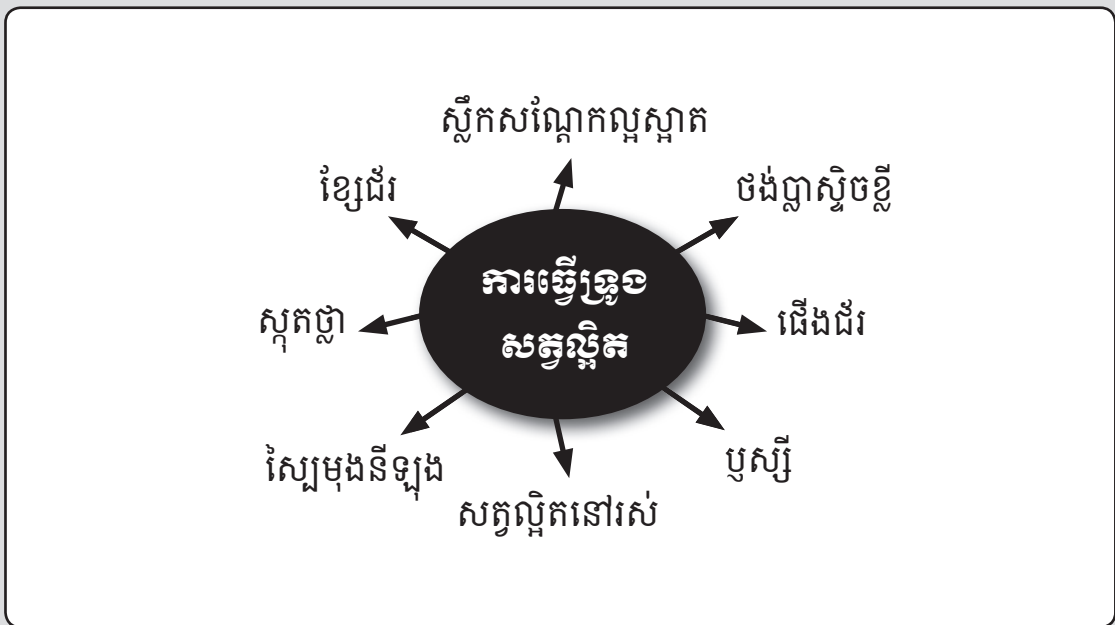 ស្លឹកសណ្តែកល្អស្អាត
ខ្សែជ័រ
ថង់ប្លាស្ទិចខ្លី
ការធ្វើទ្រូង
សត្វល្អិត
ស្កុតថ្លា
ផើងជ័រ
ស្បៃមុងនីឡុង
ឫស្សី
សត្វល្អិតនៅរស់